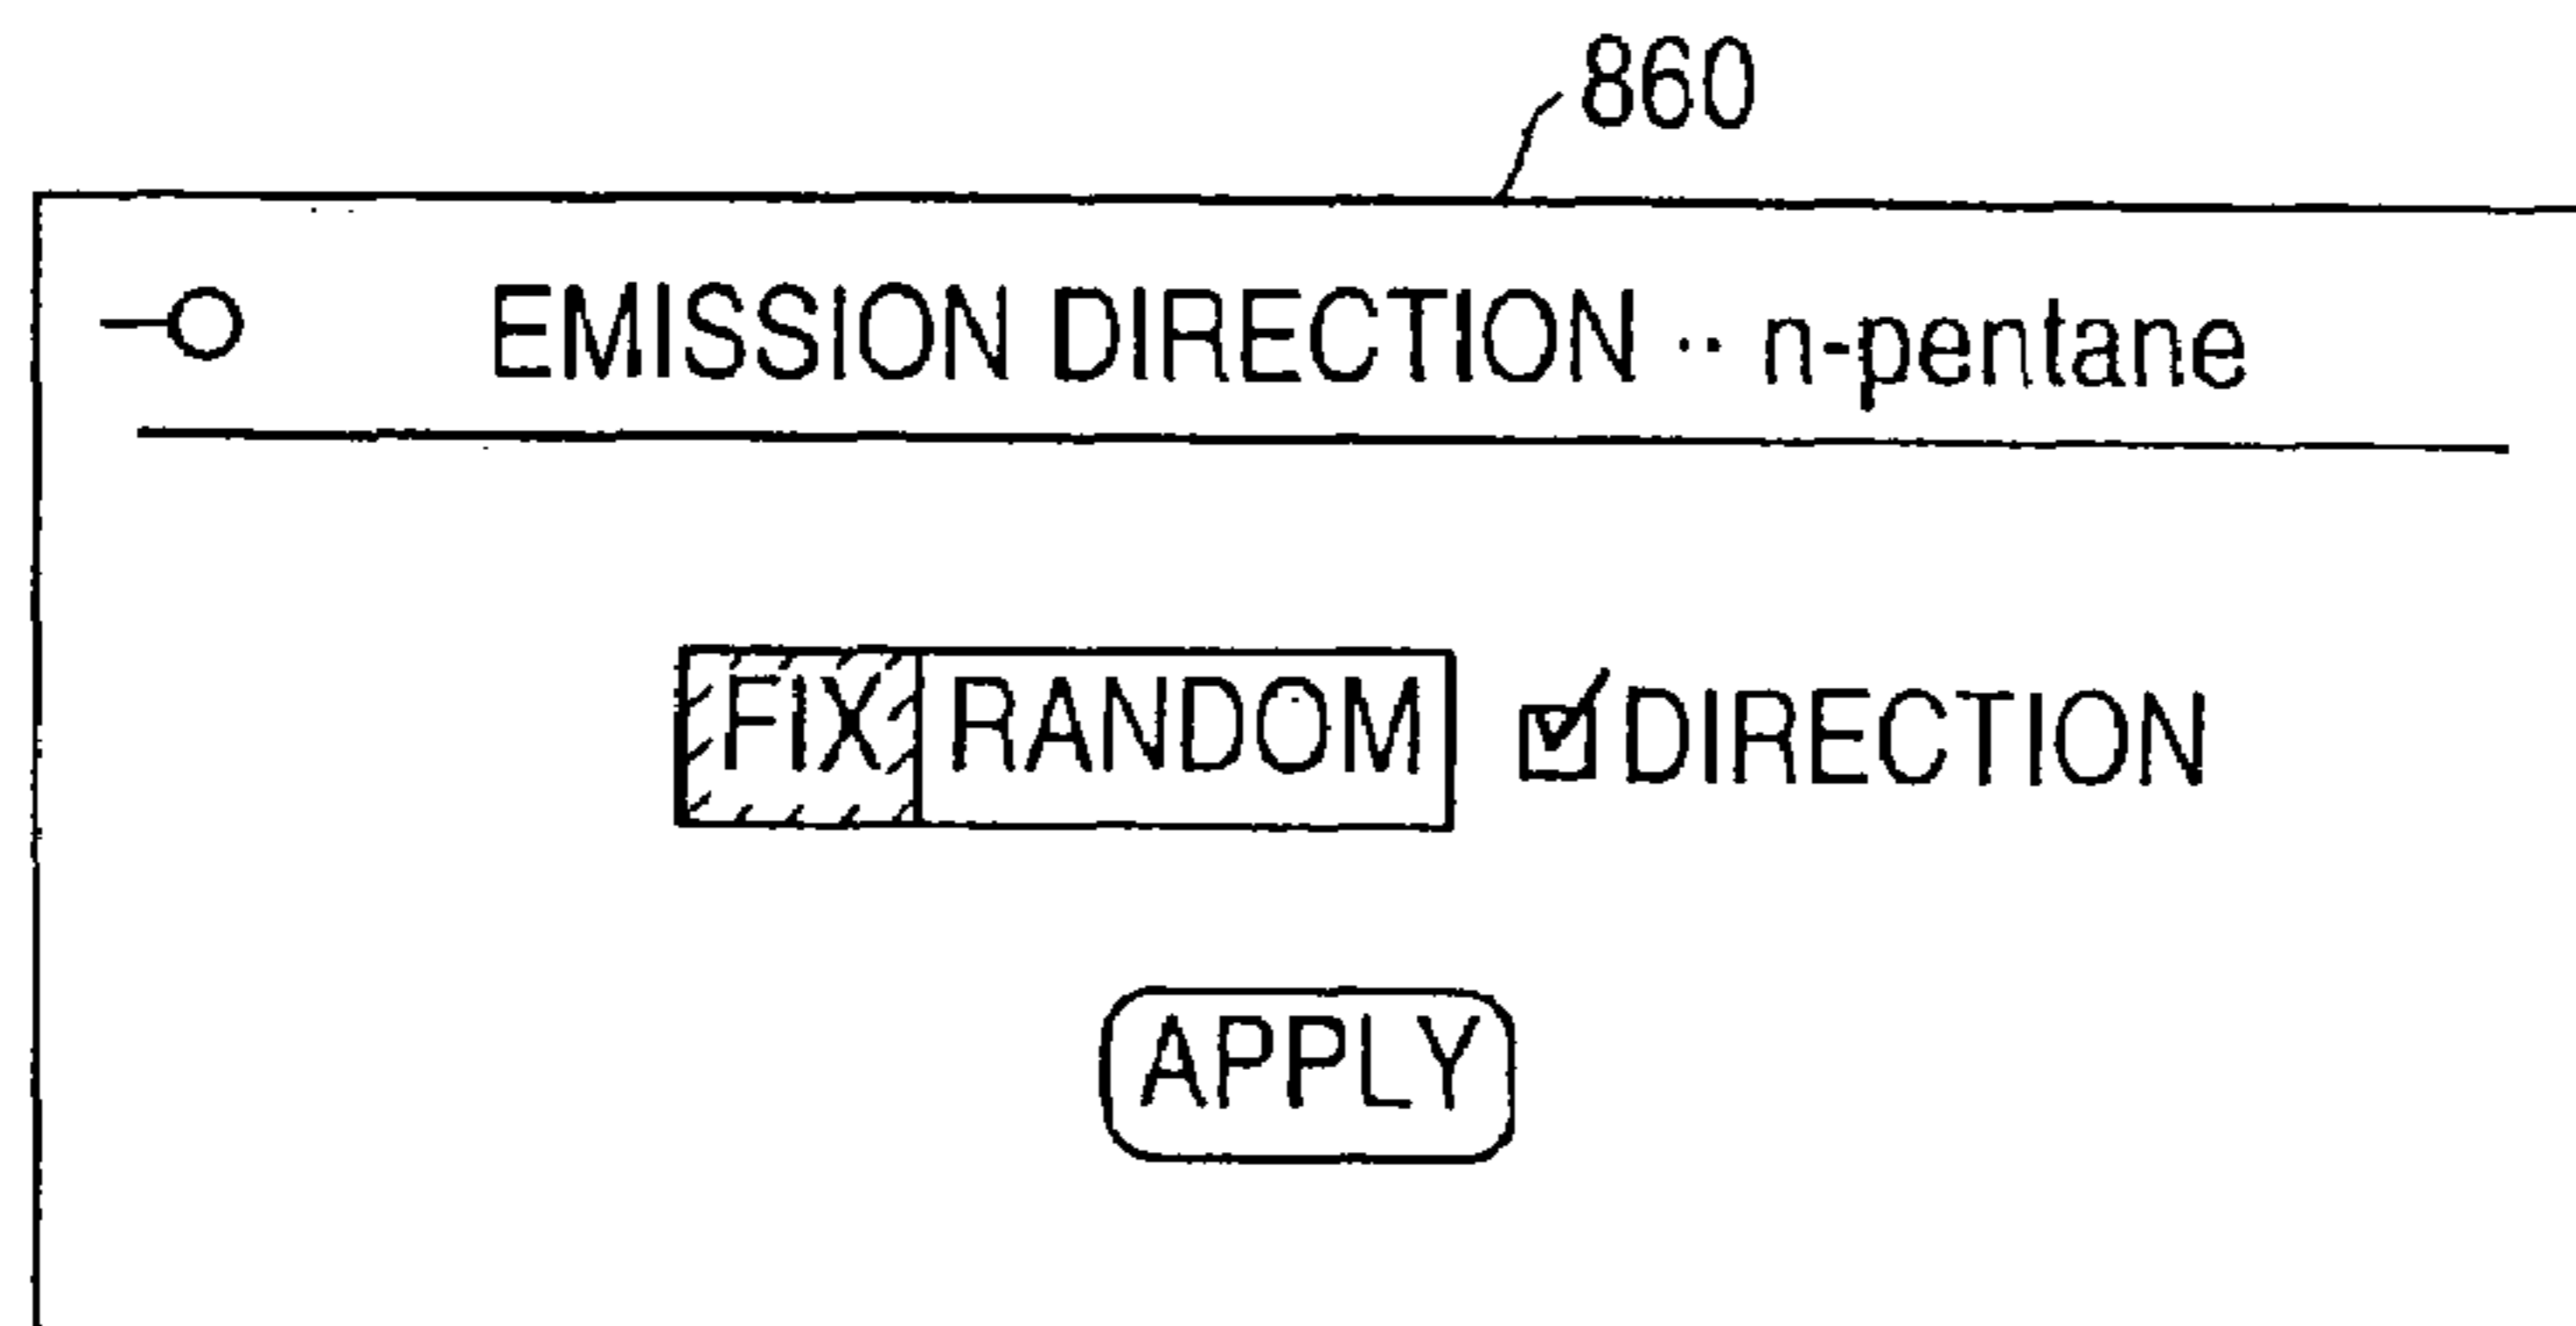 860
EMISSION DIRECTION ·· n-pentane
FIX RANDOM DIRECTION
APPLY